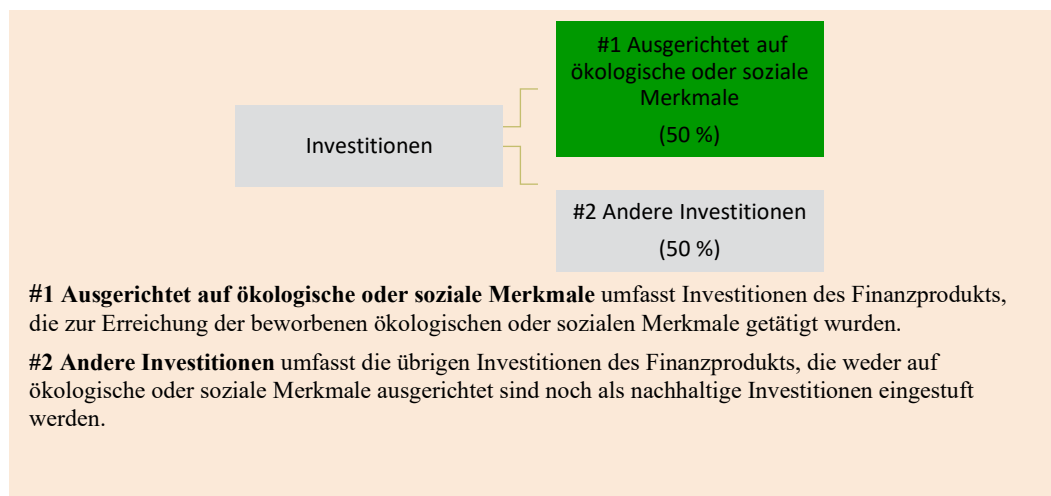 #1 Ausgerichtet auf
ökologische oder soziale
Merkmale
(50 %)
Investitionen
#2 Andere Investitionen
(50 %)
#1 Ausgerichtet auf ökologische oder soziale Merkmale umfasst Investitionen des Finanzprodukts,
die zur Erreichung der beworbenen ökologischen oder sozialen Merkmale getätigt wurden.
#2 Andere Investitionen umfasst die übrigen Investitionen des Finanzprodukts, die weder auf
ökologische oder soziale Merkmale ausgerichtet sind noch als nachhaltige Investitionen eingestuft
werden.